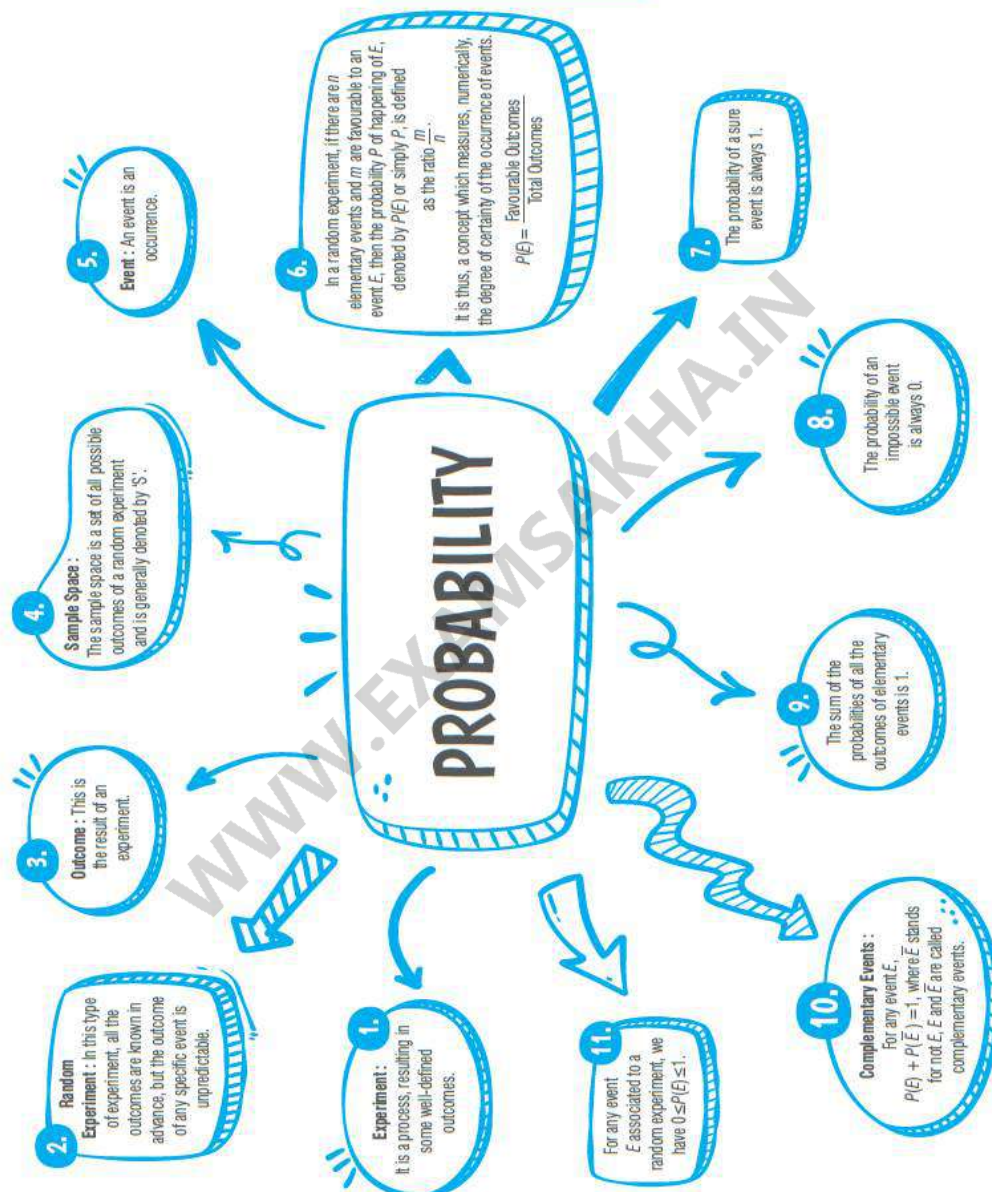 PROBABILITY
1.
Experiment :
It is a process, resulting in
some well-defined
outcomes.
2.
Random
Experiment : In this type
of experiment, all the
outcomes are known in
advance, but the outcome
of any specific event is
unpredictable.
3.
Outcome : This is
the result of an
experiment.
4.
Sample Space :
The sample space is a set of all possible
outcomes of a random experiment
and is generally denoted by 'S'.
5.
Event : An event is an
occurrence.
6.
In a random experiment, if there are n
elementary events and m are favourable to an
event E, then the probability P of happening of E,
denoted by P(E) or simply P, is defined
as the ratio m/n.
It is thus, a concept which measures, numerically,
the degree of certainty of the occurrence of events.
P(E) = Favourable Outcomes / Total Outcomes
7.
The probability of a sure
event is always 1.
8.
The probability of an
impossible event
is always 0.
9.
The sum of the
probabilities of all the
outcomes of elementary
events is 1.
10.
Complementary Events :
For any event E,
P(E) + P(E̅) = 1, where E̅ stands
for not E, E and E̅ are called
complementary events.
11.
For any event
E associated to a
random experiment, we
have 0 ≤ P(E) ≤ 1.
WWW.EXAMSAKHA.IN